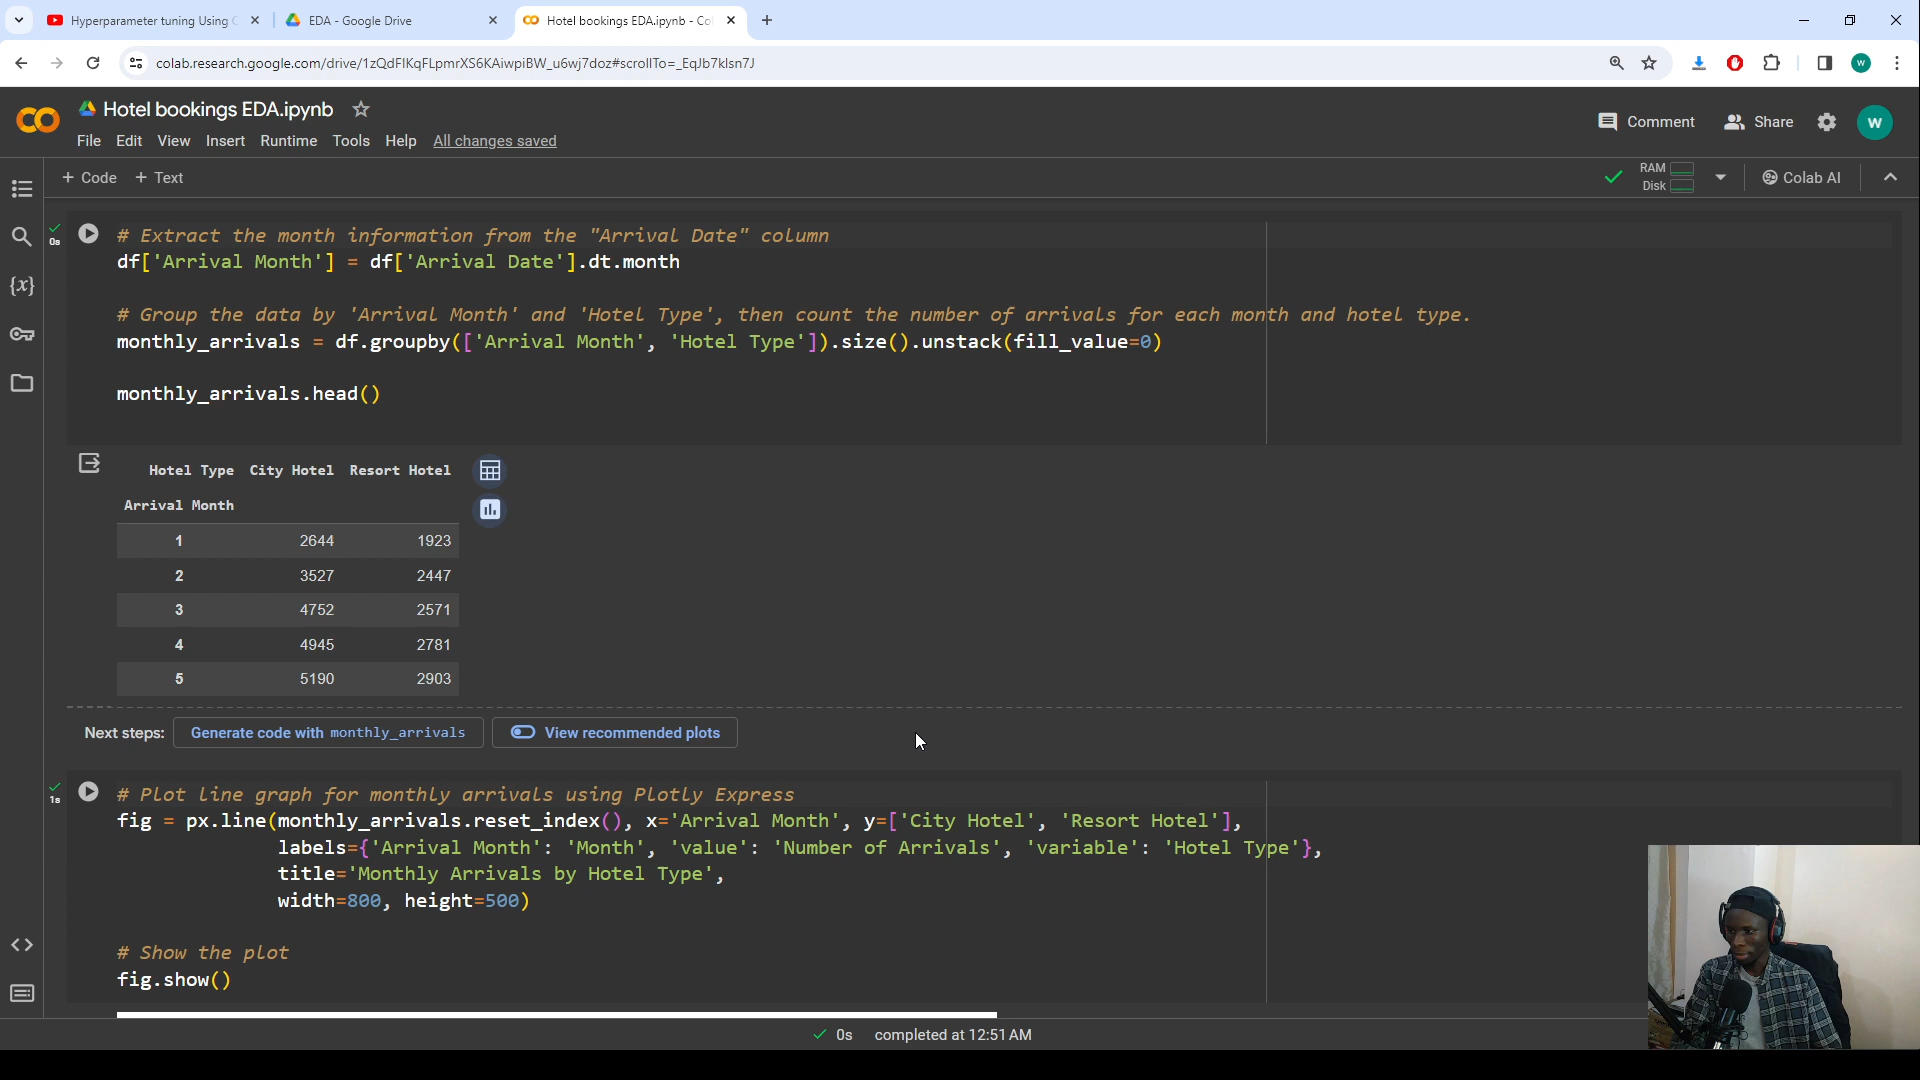 Hyperparameter tuning Using
EDA - Google Drive
Hotel bookings EDA.ipynb - Co
colab.research.google.com/drive/1zQdFlKqFLpmrXS6KAiwpiBW_u6wj7doz#scrollTo=_EqJb7klsn7J
W
CO
Hotel bookings EDA.ipynb
Comment
Share
W
File Edit View Insert Runtime Tools Help All changes saved
+ Code + Text
RAM
Disk
Colab AI
0s
# Extract the month information from the "Arrival Date" column
df['Arrival Month'] = df['Arrival Date'].dt.month
{x}
# Group the data by 'Arrival Month' and 'Hotel Type', then count the number of arrivals for each month and hotel type.
monthly_arrivals = df.groupby(['Arrival Month', 'Hotel Type']).size().unstack(fill_value=0)
monthly_arrivals.head()
Hotel Type City Hotel Resort Hotel
Arrival Month
1 2644 1923
2 3527 2447
3 4752 2571
4 4945 2781
5 5190 2903
Next steps: Generate code with monthly_arrivals View recommended plots
1s
# Plot line graph for monthly arrivals using Plotly Express
fig = px.line(monthly_arrivals.reset_index(), x='Arrival Month', y=['City Hotel', 'Resort Hotel'],
labels={'Arrival Month': 'Month', 'value': 'Number of Arrivals', 'variable': 'Hotel Type'},
title='Monthly Arrivals by Hotel Type',
width=800, height=500)
# Show the plot
fig.show()
0s completed at 12:51 AM